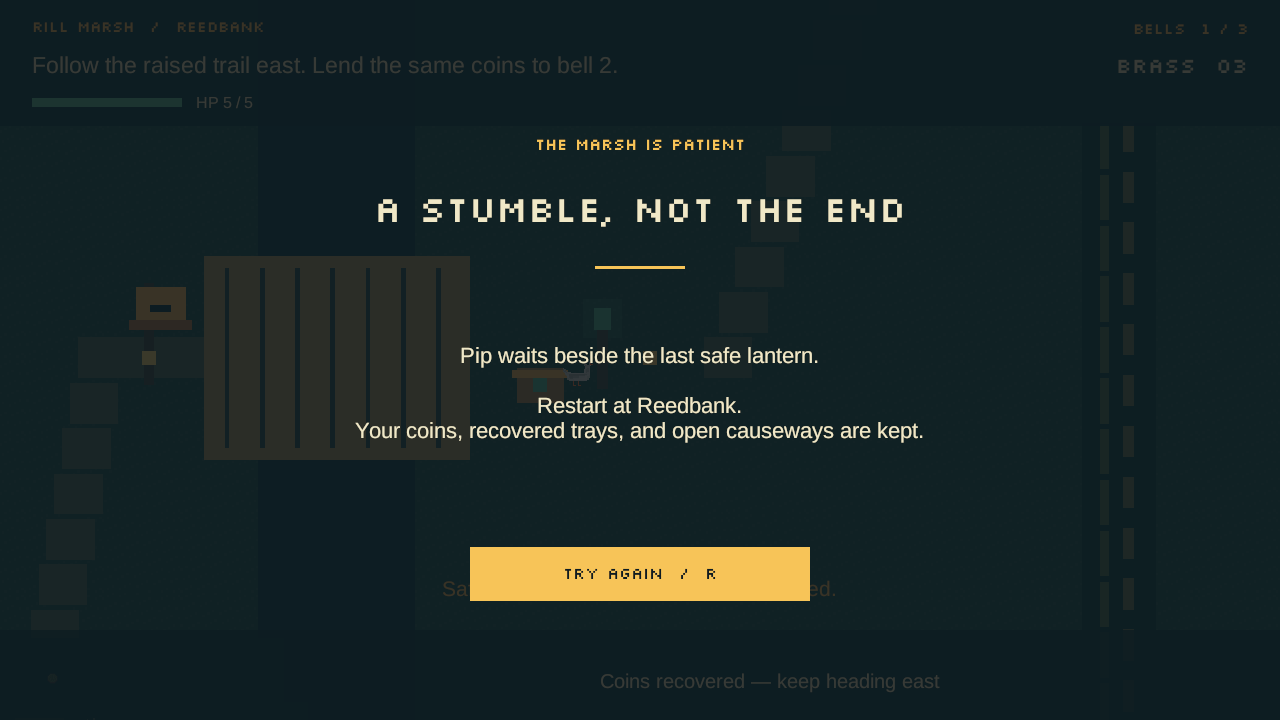 RILL MARSH / REEDBANK
BELLS 1 / 3
Follow the raised trail east. Lend the same coins to bell 2.
BRASS 03
HP 5 / 5
THE MARSH IS PATIENT
A STUMBLE, NOT THE END
Pip waits beside the last safe lantern.
Restart at Reedbank.
Your coins, recovered trays, and open causeways are kept.
TRY AGAIN / R
Coins recovered — keep heading east